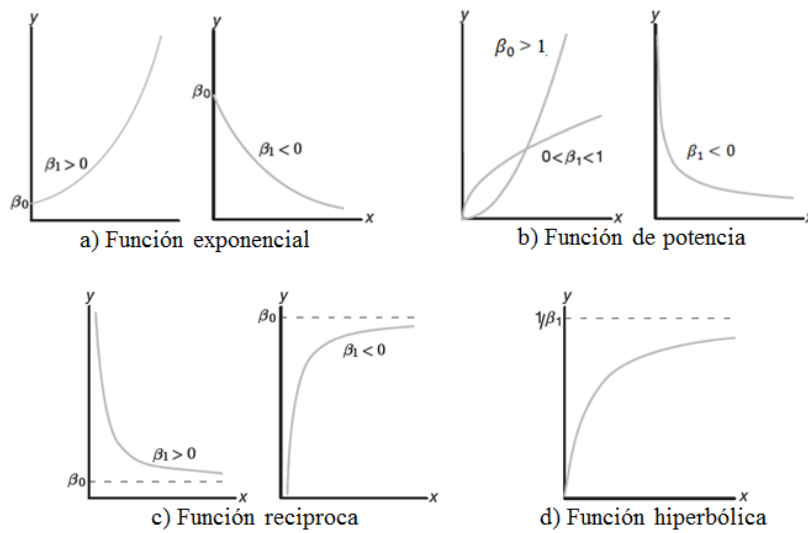 y
β₁ > 0
β₀
y
β₀
β₁ < 0
x
a) Función exponencial
y
β₀ > 1
0<β₁<1
x
y
β₁ < 0
x
b) Función de potencia
y
β₁ > 0
β₀
x
y
β₀
β₁ < 0
x
c) Función reciproca
y
1/β₁
x
d) Función hiperbólica